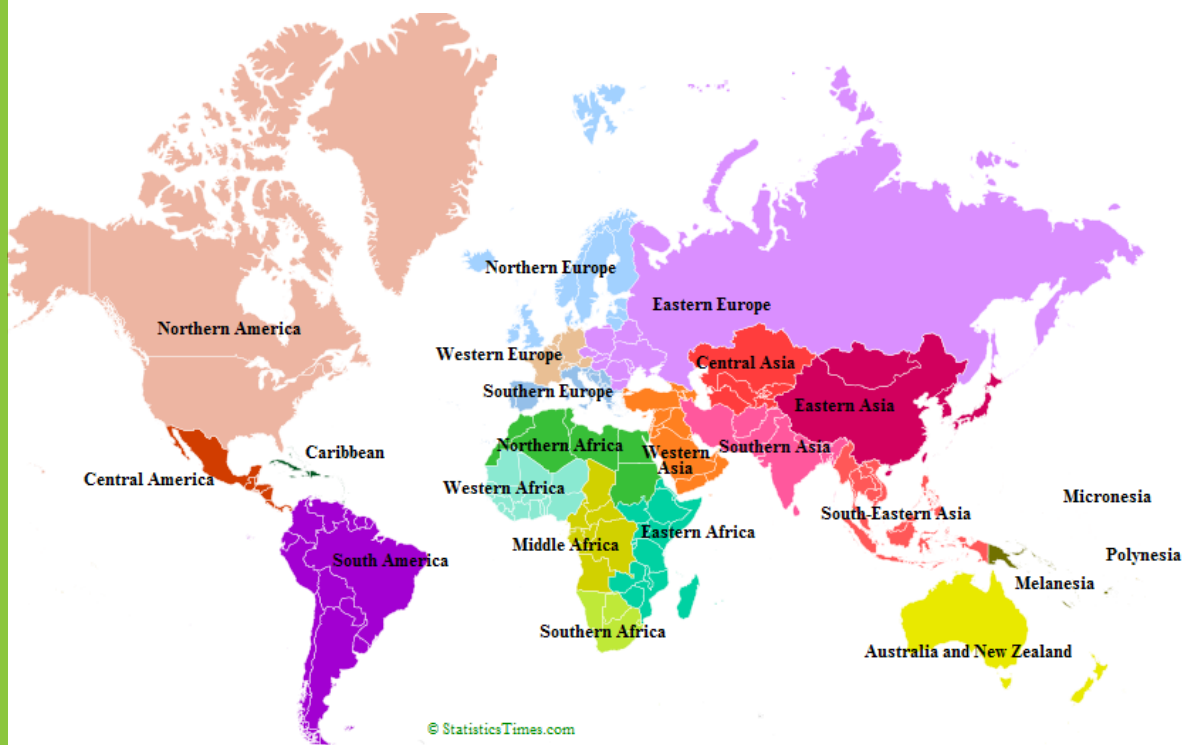 Northern Europe
Eastern Europe
Northern America
Western Europe
Central Asia
Southern Europe
Eastern Asia
Northern Africa
Southern Asia
Caribbean
Western
Asia
Central America
Western Africa
Micronesia
South-Eastern Asia
Eastern Africa
Middle Africa
Polynesia
South America
Melanesia
Southern Africa
Australia and New Zealand
© StatisticsTimes.com